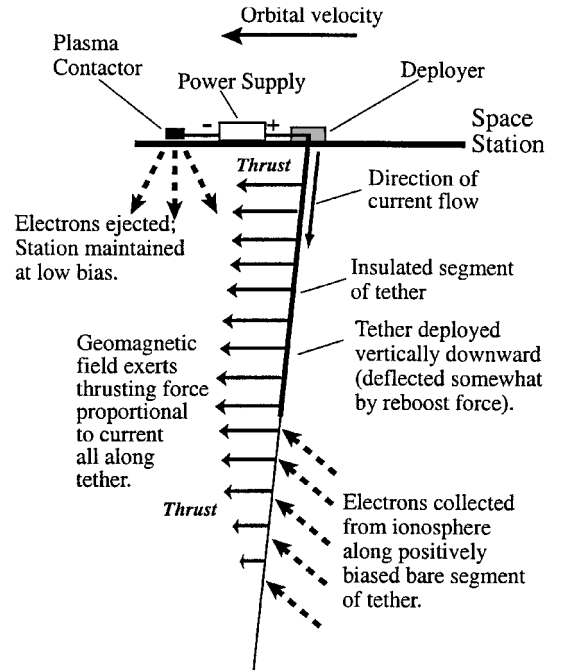 Orbital velocity
Plasma
Contactor
Power Supply
Deployer
- +
Space
Station
Thrust
Direction of
current flow
Electrons ejected;
Station maintained
at low bias.
Insulated segment
of tether
Geomagnetic
field exerts
thrusting force
proportional
to current
all along
tether.
Tether deployed
vertically downward
(deflected somewhat
by reboost force).
Thrust
Electrons collected
from ionosphere
along positively
biased bare segment
of tether.